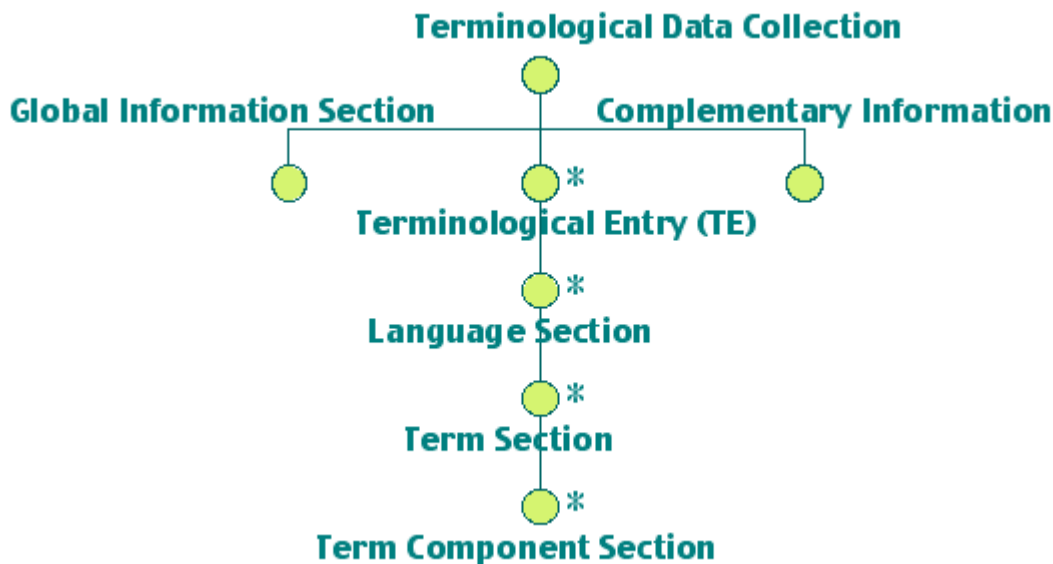 Terminological Data Collection
Global Information Section
Complementary Information
*
Terminological Entry (TE)
*
Language Section
*
Term Section
*
Term Component Section